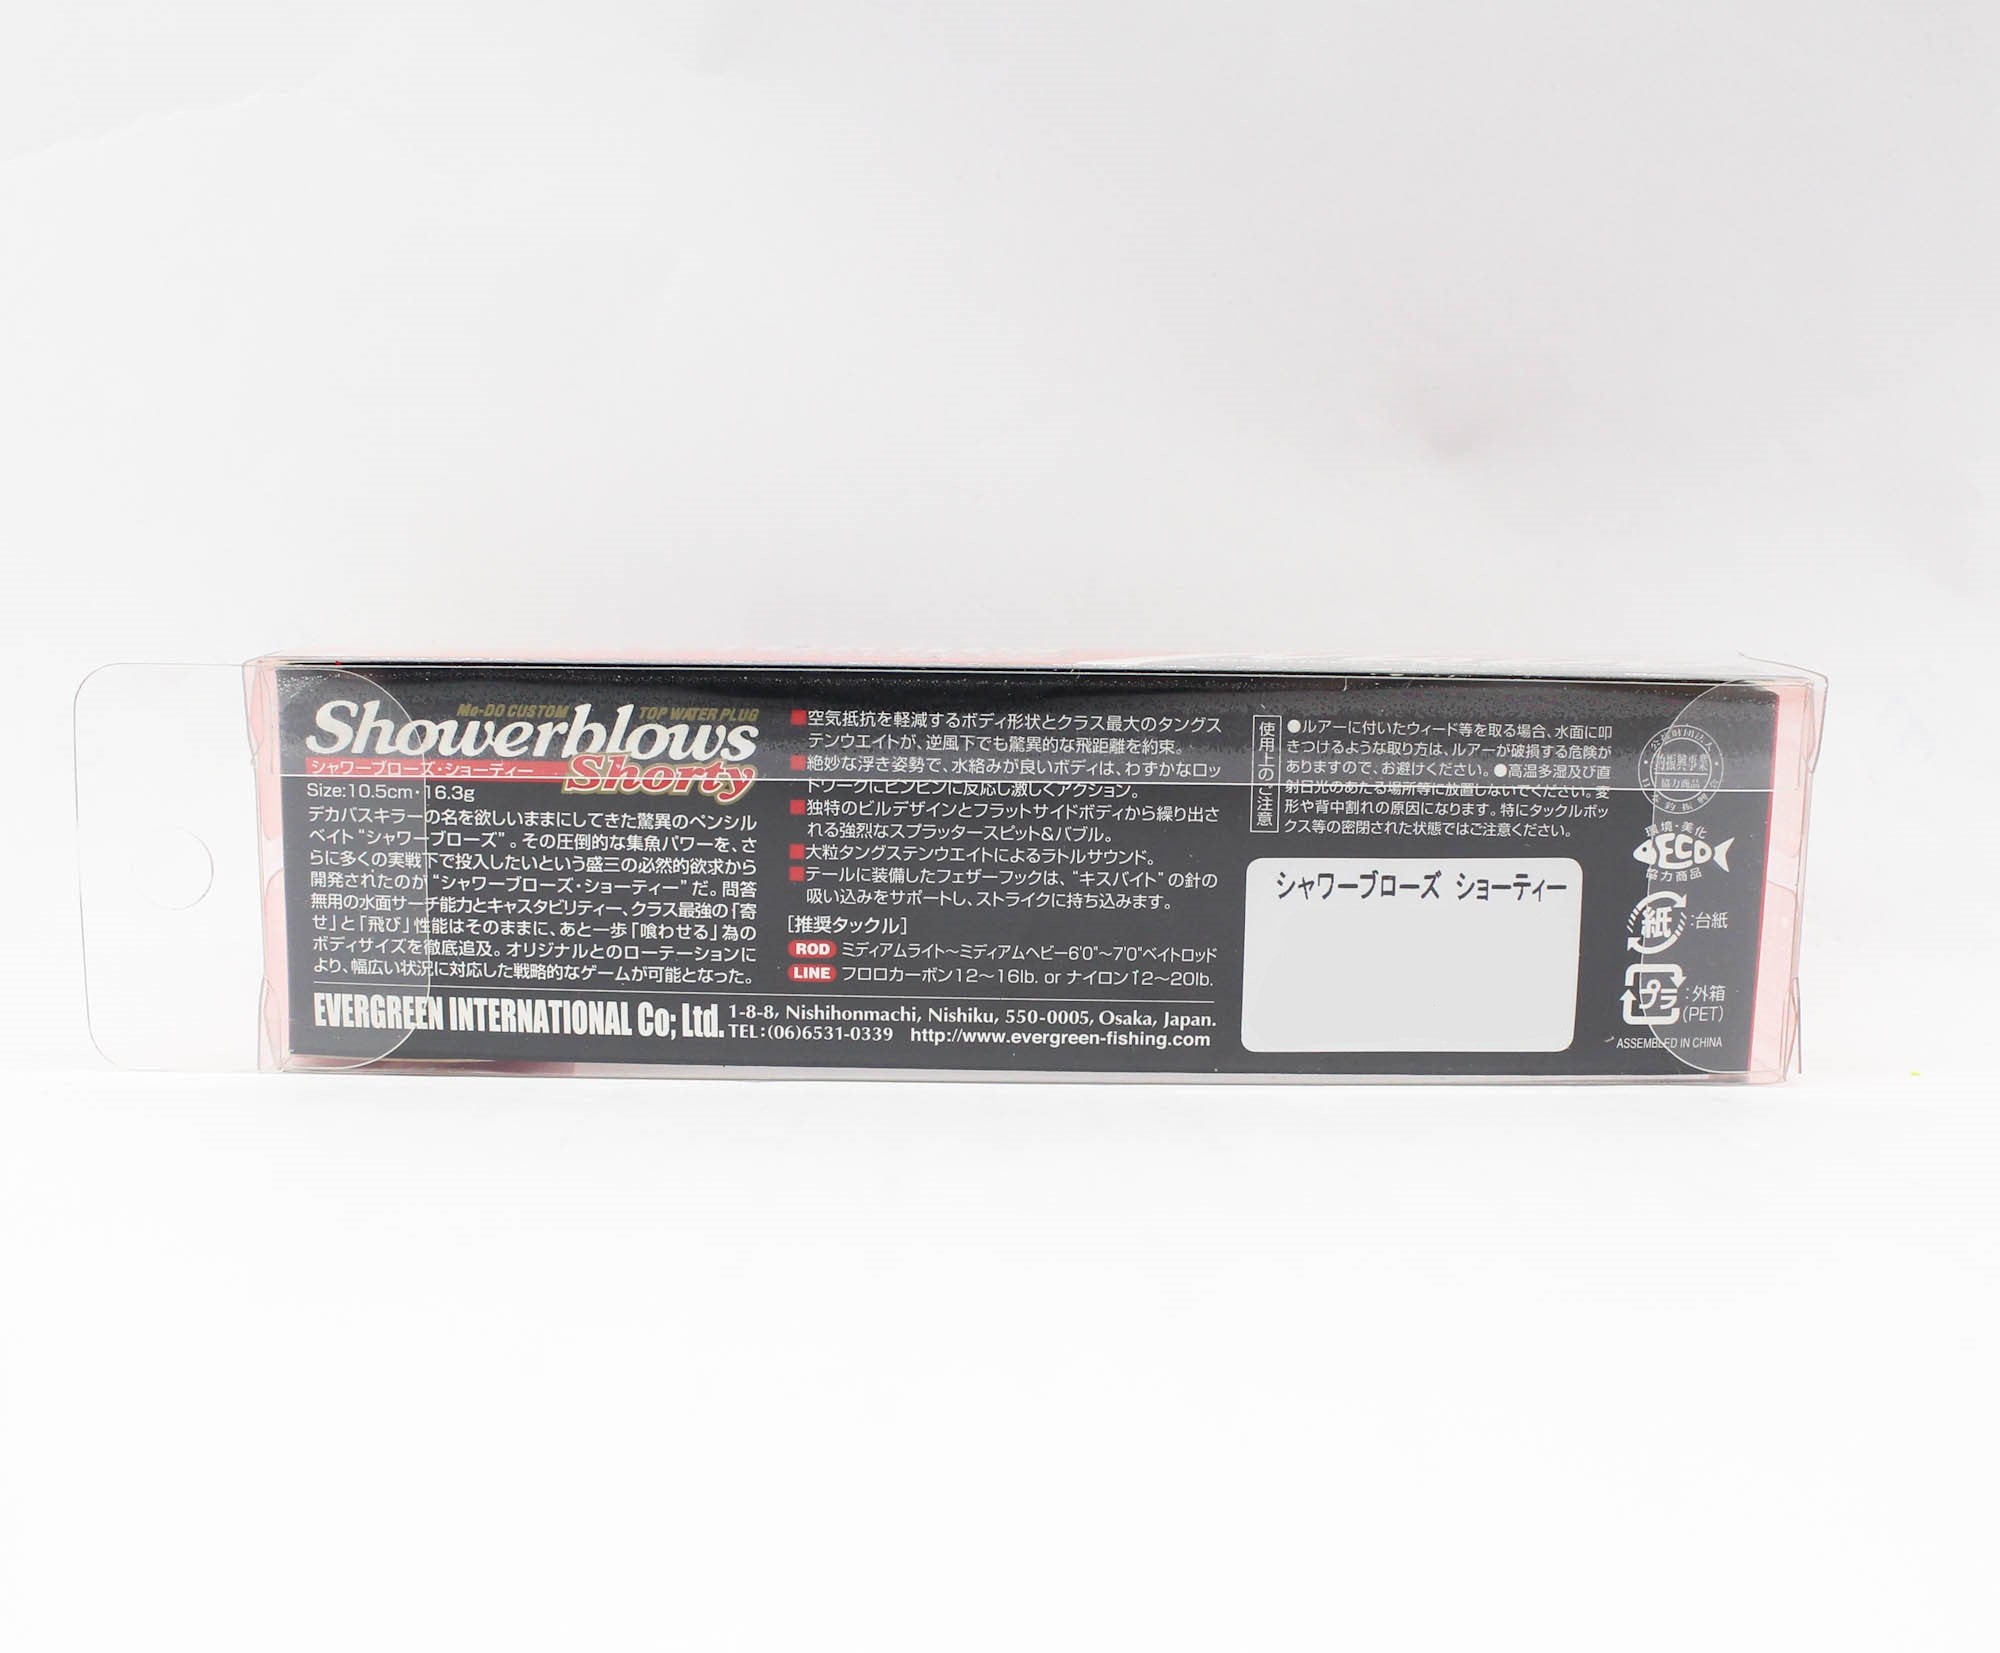 Mo-DO CUSTOM TOP WATER PLUG
Showerblows
シャワーブローズ・ショーティー Shorty
Size:10.5cm・16.3g
デカバスキラーの名を欲しいままにしてきた驚異のペンシル
ベイト“シャワーブローズ”。その圧倒的な集魚パワーを、さ
らに多くの実戦下で投入したいという盛三の必然的欲求から
開発されたのが“シャワーブローズ・ショーティー”だ。問答
無用の水面サーチ能力とキャスタビリティー、クラス最強の「寄
せ」と「飛び」性能はそのままに、あと一歩「喰わせる」為の
ボディサイズを徹底追及。オリジナルとのローテーションに
より、幅広い状況に対応した戦略的なゲームが可能となった。
■空気抵抗を軽減するボディ形状とクラス最大のタングス
テンウエイトが、逆風下でも驚異的な飛距離を約束。
■絶妙な浮き姿勢で、水絡みが良いボディは、わずかなロッ
ドワークにビンビンに反応し激しくアクション。
■独特のビルデザインとフラットサイドボディから繰り出さ
れる強烈なスプラッタースピット&バブル。
■大粒タングステンウエイトによるラトルサウンド。
■テールに装備したフェザーフックは、“キスバイト”の針の
吸い込みをサポートし、ストライクに持ち込みます。
[推奨タックル]
ROD ミディアムライト〜ミディアムヘビー6'0"〜7'0"ベイトロッド
LINE フロロカーボン12〜16lb. or ナイロン12〜20lb.
EVERGREEN INTERNATIONAL Co; Ltd.
1-8-8, Nishihonmachi, Nishiku, 550-0005, Osaka, Japan.
TEL:(06)6531-0339 http://www.evergreen-fishing.com
使用上のご注意
●ルアーに付いたウィード等を取る場合、水面に叩
きつけるような取り方は、ルアーが破損する危険が
ありますので、お避けください。●高温多湿及び直
射日光のあたる場所等に放置しないでください。変
形や背中割れの原因になります。特にタックルボッ
クス等の密閉された状態ではご注意ください。
シャワーブローズ ショーティー
公益財団法人
釣振興事業
協力商品
日本釣振興会
環境・美化
ECO
協力商品
紙:台紙
プラ:外箱
(PET)
ASSEMBLED IN CHINA